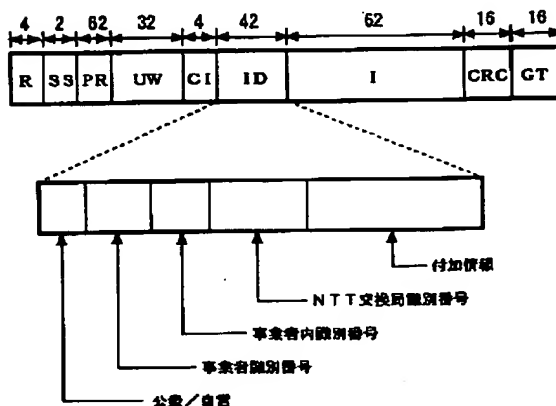 4 2 62 32 4 42 62 16 16
R SS PR UW CI ID I CRC GT
付加情報
NTT交換局識別番号
事業者内識別番号
事業者識別番号
公衆/自営